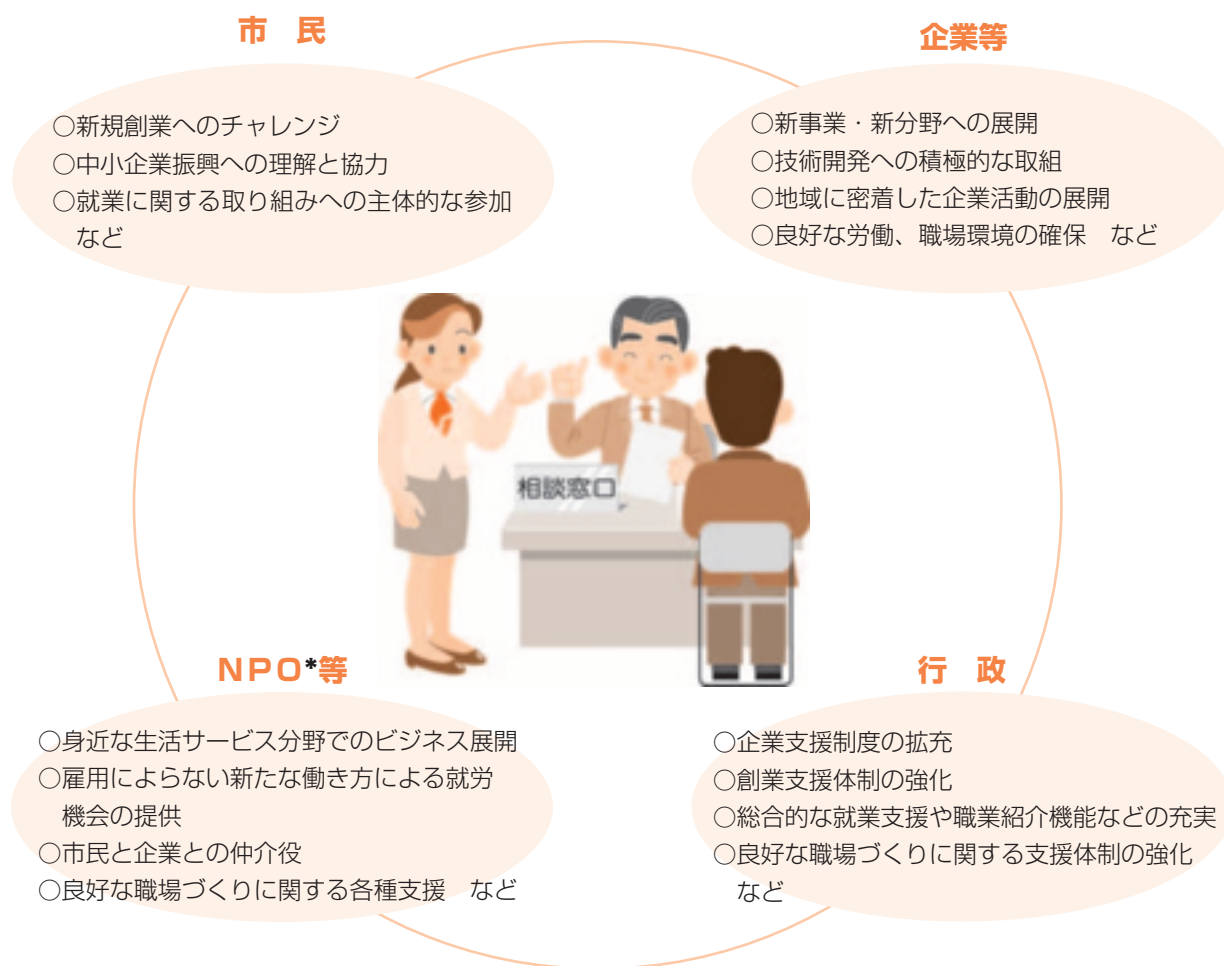 市　民
○新規創業へのチャレンジ
○中小企業振興への理解と協力
○就業に関する取り組みへの主体的な参加
など
企業等
○新事業・新分野への展開
○技術開発への積極的な取組
○地域に密着した企業活動の展開
○良好な労働、職場環境の確保　など
相談窓口
ＮＰＯ*等
○身近な生活サービス分野でのビジネス展開
○雇用によらない新たな働き方による就労
機会の提供
○市民と企業との仲介役
○良好な職場づくりに関する各種支援　など
行　政
○企業支援制度の拡充
○創業支援体制の強化
○総合的な就業支援や職業紹介機能などの充実
○良好な職場づくりに関する支援体制の強化
など